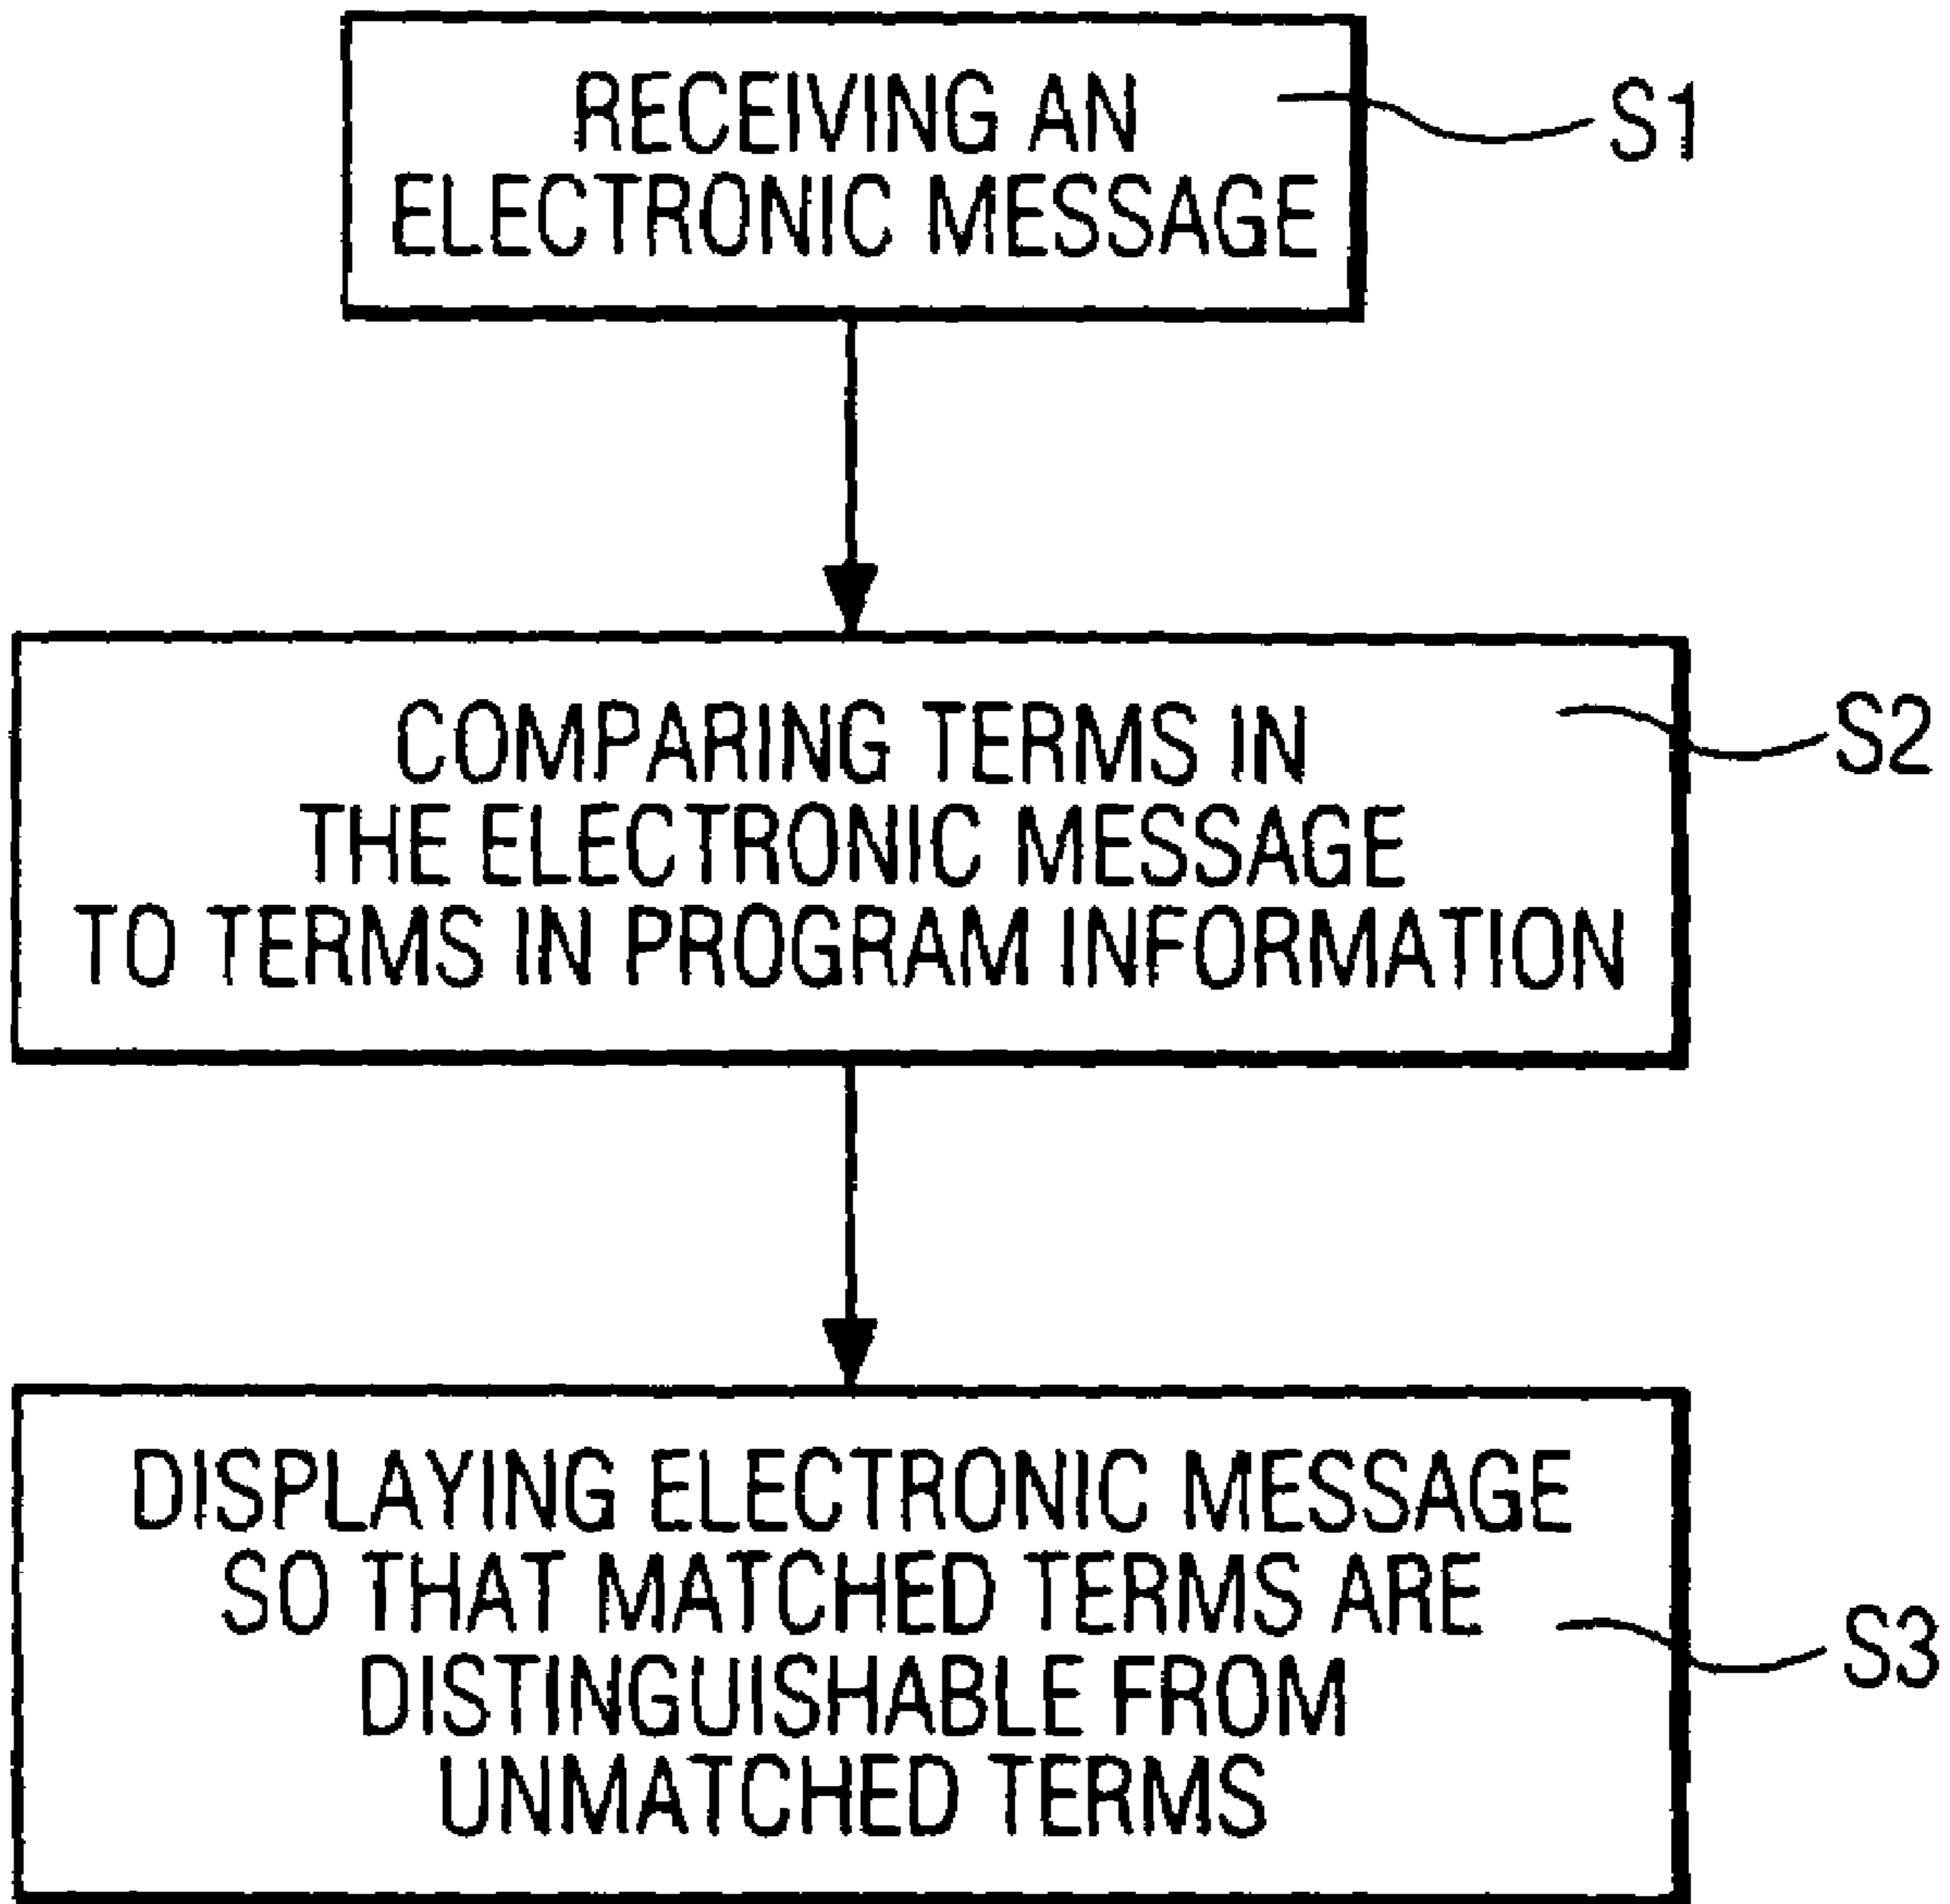 RECEIVING AN
ELECTRONIC MESSAGE
S1
COMPARING TERMS IN
THE ELECTRONIC MESSAGE
TO TERMS IN PROGRAM INFORMATION
S2
DISPLAYING ELECTRONIC MESSAGE
SO THAT MATCHED TERMS ARE
DISTINGUISHABLE FROM
UNMATCHED TERMS
S3